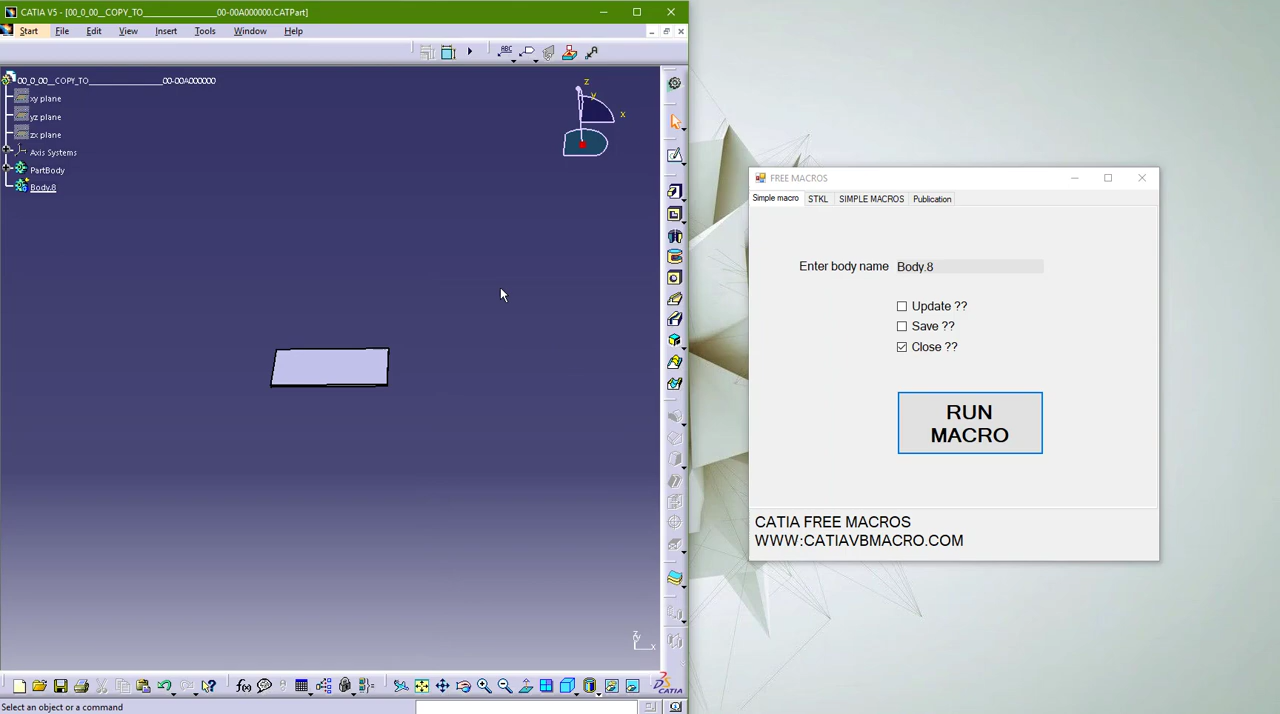 CATIA V5 - [00_0_00__COPY_TO_______________00-00A000000.CATPart]
Start File Edit View Insert Tools Window Help
ABC
00_0_00__COPY_TO_______________00-00A000000
xy plane
yz plane
zx plane
Axis Systems
PartBody
Body.8
z
y
x
FREE MACROS
Simple macro STKL SIMPLE MACROS Publication
Enter body name Body.8
Update ??
Save ??
Close ??
RUN
MACRO
CATIA FREE MACROS
WWW:CATIAVBMACRO.COM
z
y
x
f(x)
CATIA
Select an object or a command